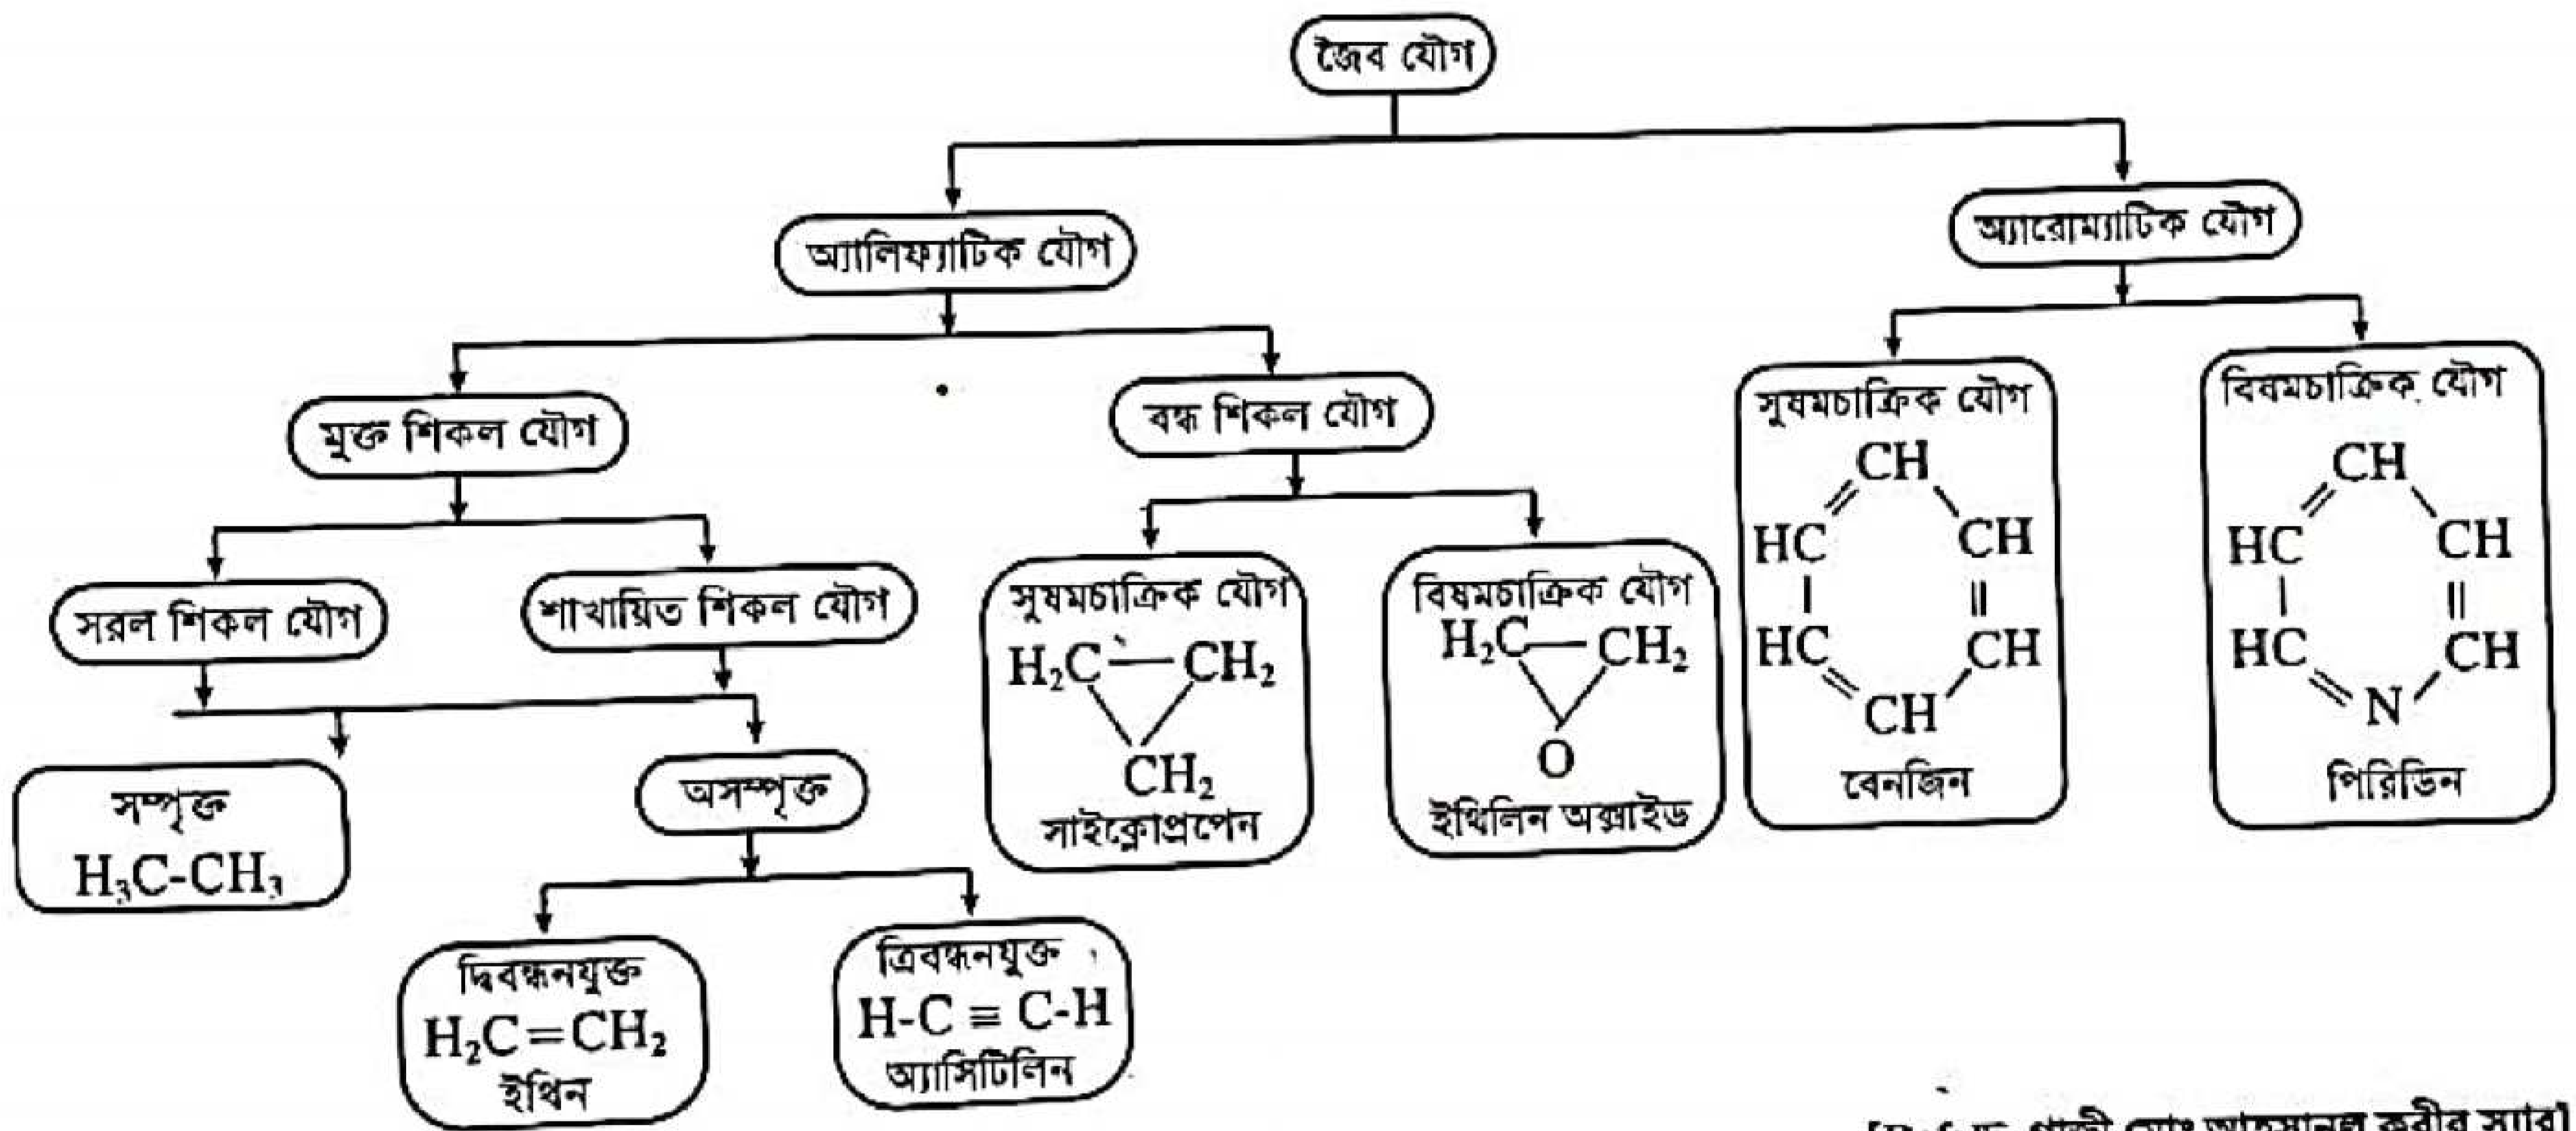 জৈব যৌগ
অ্যালিফ্যাটিক যৌগ
অ্যারোম্যাটিক যৌগ
মুক্ত শিকল যৌগ
বদ্ধ শিকল যৌগ
সরল শিকল যৌগ
শাখায়িত শিকল যৌগ
সম্পৃক্ত
H₃C-CH₃
অসম্পৃক্ত
দ্বিবন্ধনযুক্ত
H₂C=CH₂
ইথিন
ত্রিবন্ধনযুক্ত
H-C ≡ C-H
অ্যাসিটিলিন
সুষমচাক্রিক যৌগ
H₂C — CH₂
CH₂
সাইক্লোপ্রপেন
বিষমচাক্রিক যৌগ
H₂C — CH₂
O
ইথিলিন অক্সাইড
সুষমচাক্রিক যৌগ
CH
HC CH
HC CH
CH
বেনজিন
বিষমচাক্রিক যৌগ
CH
HC CH
HC CH
N
পিরিডিন